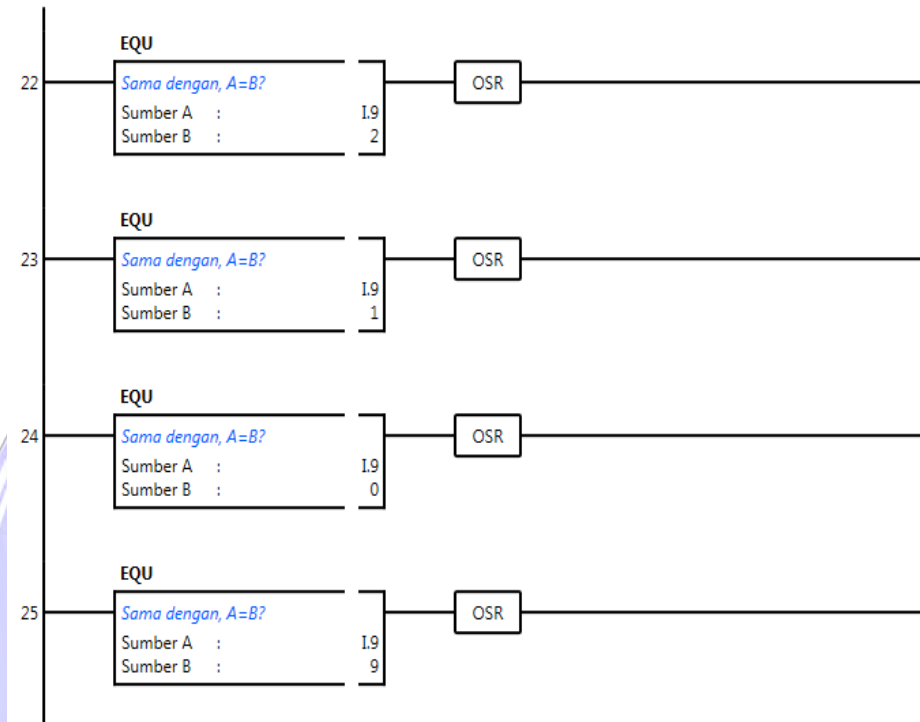 EQU
22
Sama dengan, A=B?
OSR
Sumber A : I.9
Sumber B : 2
EQU
23
Sama dengan, A=B?
OSR
Sumber A : I.9
Sumber B : 1
EQU
24
Sama dengan, A=B?
OSR
Sumber A : I.9
Sumber B : 0
EQU
25
Sama dengan, A=B?
OSR
Sumber A : I.9
Sumber B : 9